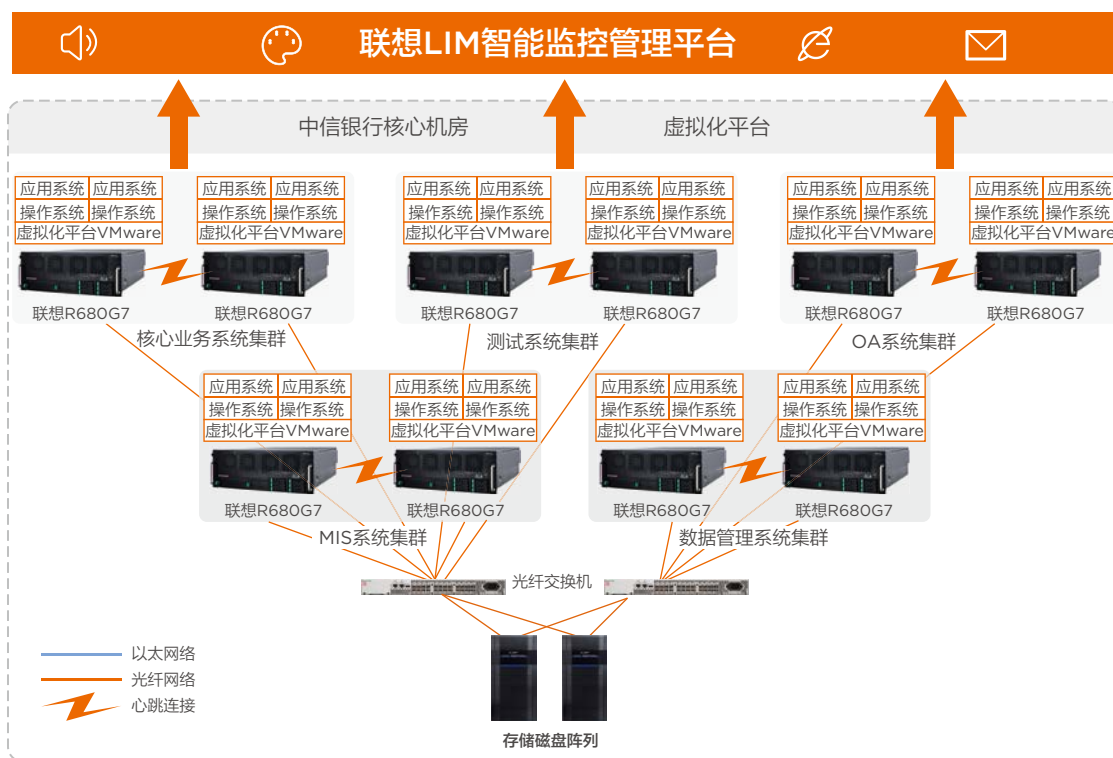 联想LIM智能监控管理平台
中信银行核心机房 虚拟化平台
应用系统 应用系统 应用系统 应用系统 应用系统 应用系统 应用系统 应用系统 应用系统 应用系统 应用系统 应用系统
操作系统 操作系统 操作系统 操作系统 操作系统 操作系统 操作系统 操作系统 操作系统 操作系统 操作系统 操作系统
虚拟化平台VMware 虚拟化平台VMware 虚拟化平台VMware 虚拟化平台VMware 虚拟化平台VMware 虚拟化平台VMware
联想R680G7 联想R680G7 联想R680G7 联想R680G7 联想R680G7 联想R680G7
核心业务系统集群 测试系统集群 OA系统集群
应用系统 应用系统 应用系统 应用系统 应用系统 应用系统 应用系统 应用系统
操作系统 操作系统 操作系统 操作系统 操作系统 操作系统 操作系统 操作系统
虚拟化平台VMware 虚拟化平台VMware 虚拟化平台VMware 虚拟化平台VMware
联想R680G7 联想R680G7 联想R680G7 联想R680G7
MIS系统集群 数据管理系统集群
光纤交换机
以太网络
光纤网络
心跳连接
存储磁盘阵列